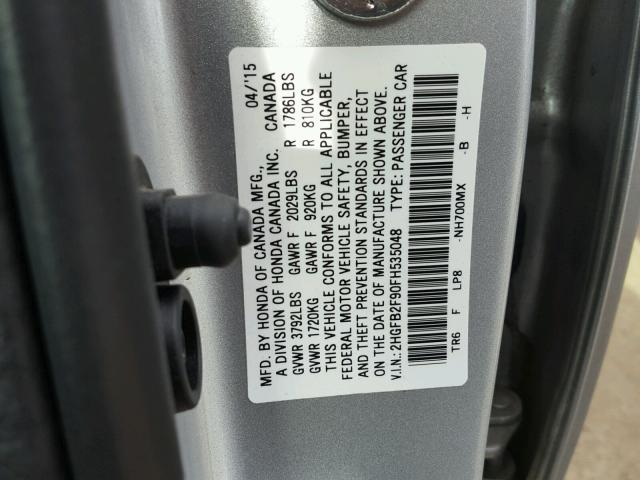 MFD. BY HONDA OF CANADA MFG., 04/'15
A DIVISION OF HONDA CANADA INC. CANADA
GVWR 3792LBS GAWR F 2029LBS R 1786LBS
GVWR 1720KG GAWR F 920KG R 810KG
THIS VEHICLE CONFORMS TO ALL APPLICABLE
FEDERAL MOTOR VEHICLE SAFETY, BUMPER,
AND THEFT PREVENTION STANDARDS IN EFFECT
ON THE DATE OF MANUFACTURE SHOWN ABOVE.
V.I.N.: 2HGFB2F90FH535048 TYPE: PASSENGER CAR
TR6 F LP8 -NH700MX -B -H